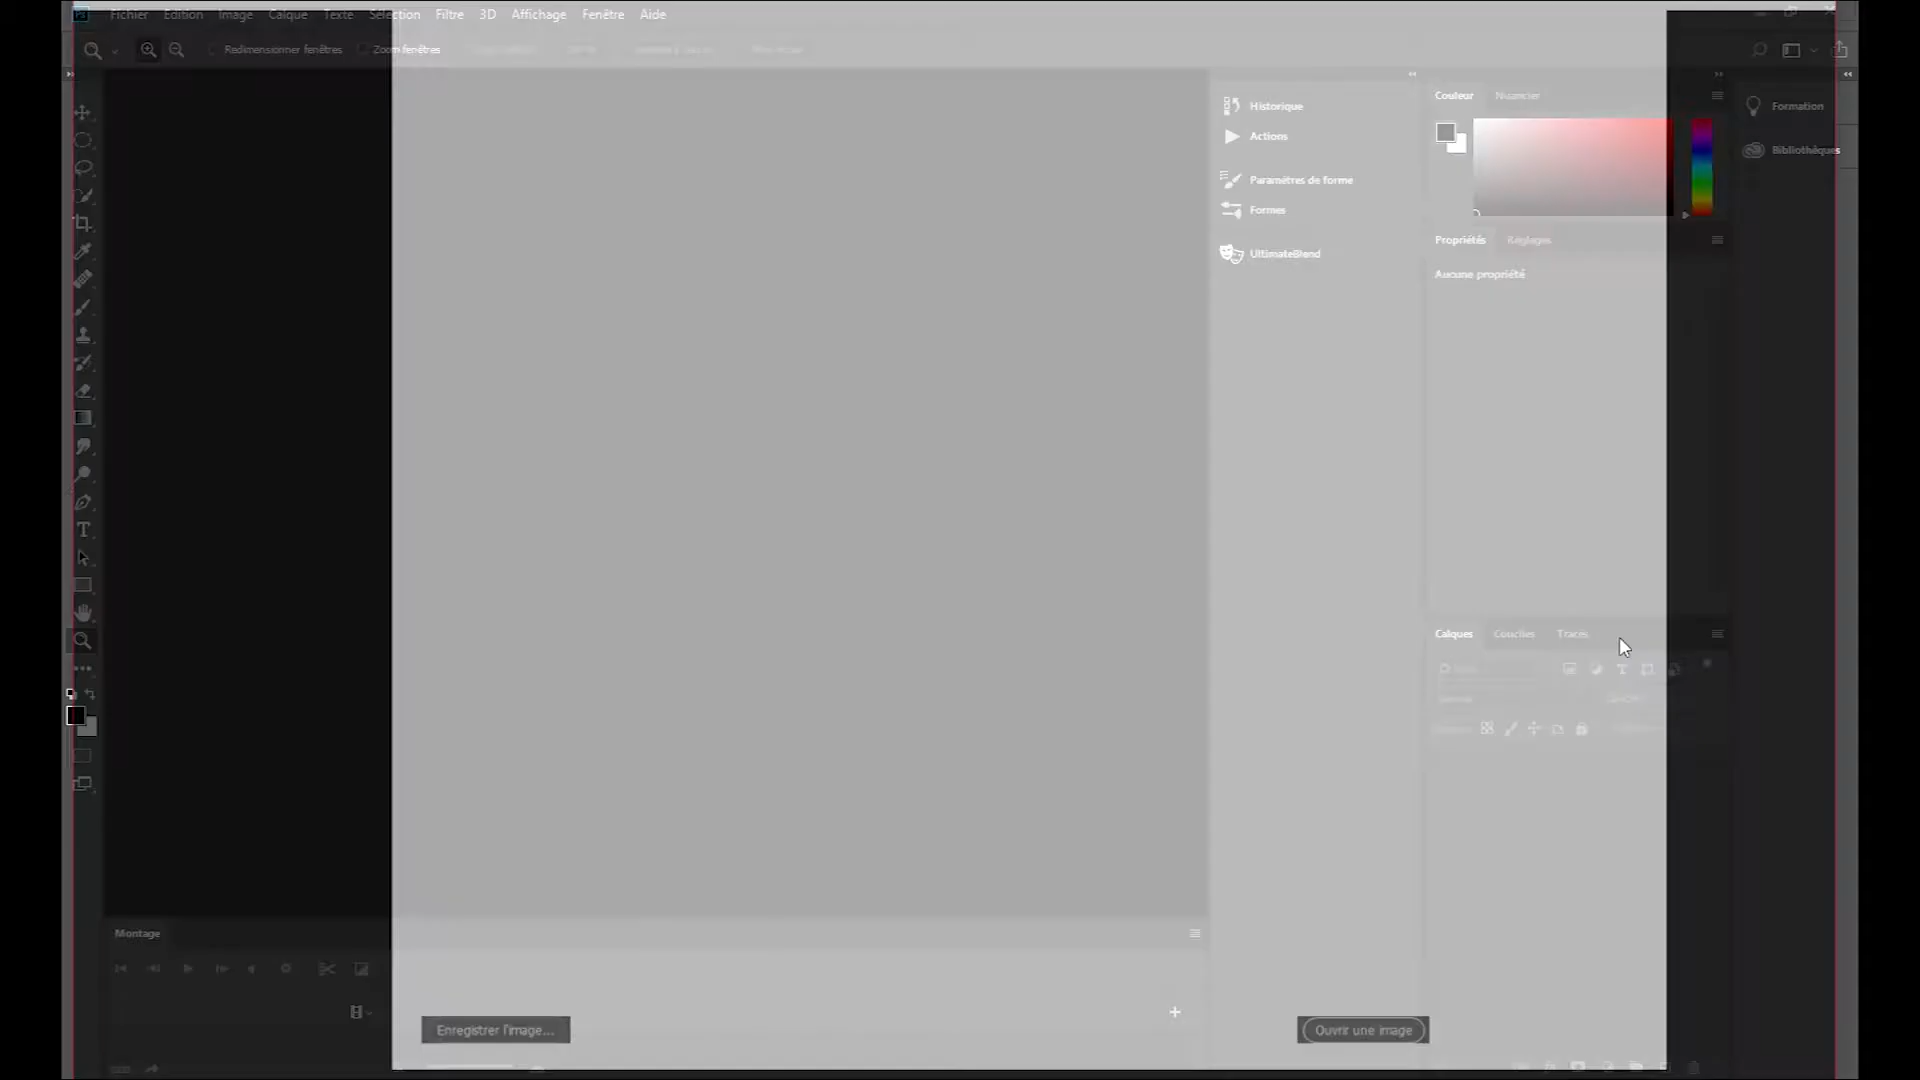 Ps Fichier Edition Image Calque Texte Sélection Filtre 3D Affichage Fenêtre Aide
Redimensionner fenêtres Zoom fenêtres
Historique
Actions
Paramètres de forme
Formes
UltimateBlend
Couleur Nuancier
Formation
Bibliothèques
Propriétés Réglages
Aucune propriété
Calques Couches Tracés
Montage
Enregistrer l'image...
Ouvrir une image